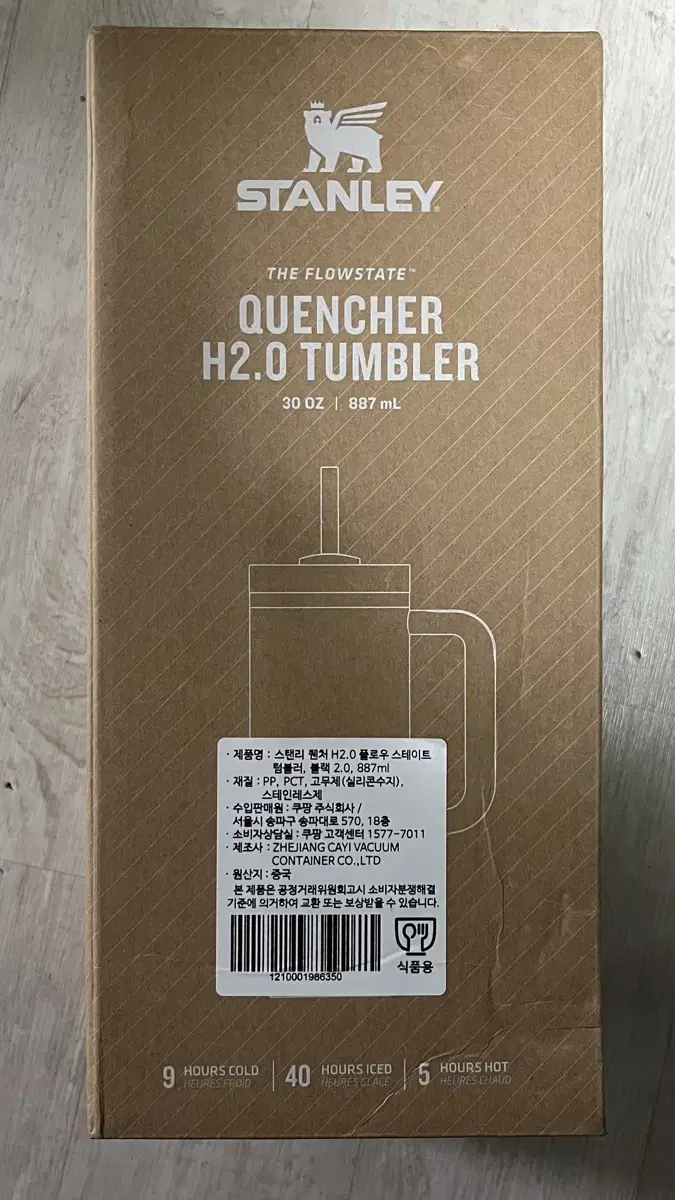 STANLEY
THE FLOWSTATE™
QUENCHER
H2.0 TUMBLER
30 OZ | 887 mL
· 제품명 : 스탠리 퀜처 H2.0 플로우 스테이트
텀블러, 블랙 2.0, 887ml
· 재질 : PP, PCT, 고무제(실리콘수지),
스테인레스제
· 수입판매원 : 쿠팡 주식회사 /
서울시 송파구 송파대로 570, 18층
· 소비자상담실 : 쿠팡 고객센터 1577-7011
· 제조사 : ZHEJIANG CAYI VACUUM
CONTAINER CO.,LTD
· 원산지 : 중국
본 제품은 공정거래위원회고시 소비자분쟁해결
기준에 의거하여 교환 또는 보상받을 수 있습니다.
1210001986350
식품용
9 HOURS COLD HEURES FROID | 40 HOURS ICED HEURES GLACÉ | 5 HOURS HOT HEURES CHAUD